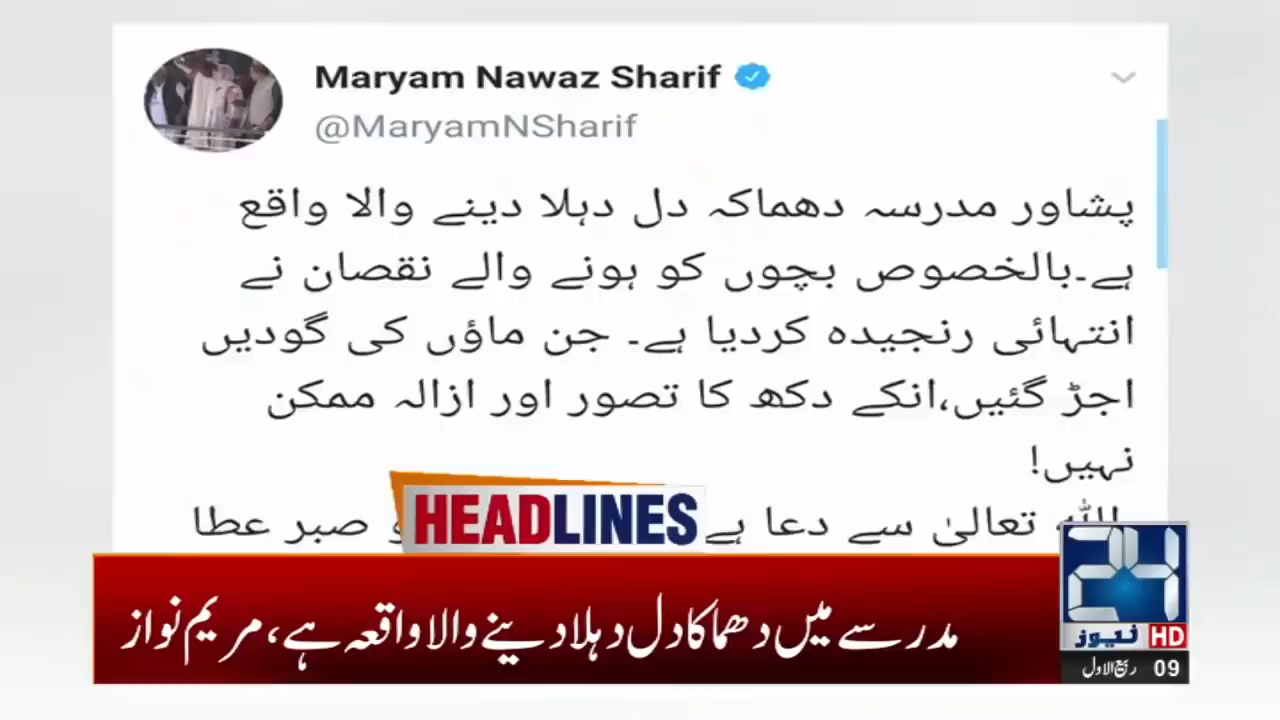 Maryam Nawaz Sharif
@MaryamNSharif
پشاور مدرسہ دھماکہ دل دہلا دینے والا واقع
ہے۔بالخصوص بچوں کو ہونے والے نقصان نے
انتہائی رنجیدہ کردیا ہے۔ جن ماؤں کی گودیں
اجڑ گئیں،انکے دکھ کا تصور اور ازالہ ممکن
نہیں!
اللّٰہ تعالیٰ سے دعا ہے صبر عطا
HEADLINES
مدرسے میں دھماکا دل دہلا دینے والا واقعہ ہے، مریم نواز
24
نیوز HD
09 ربیع الاول